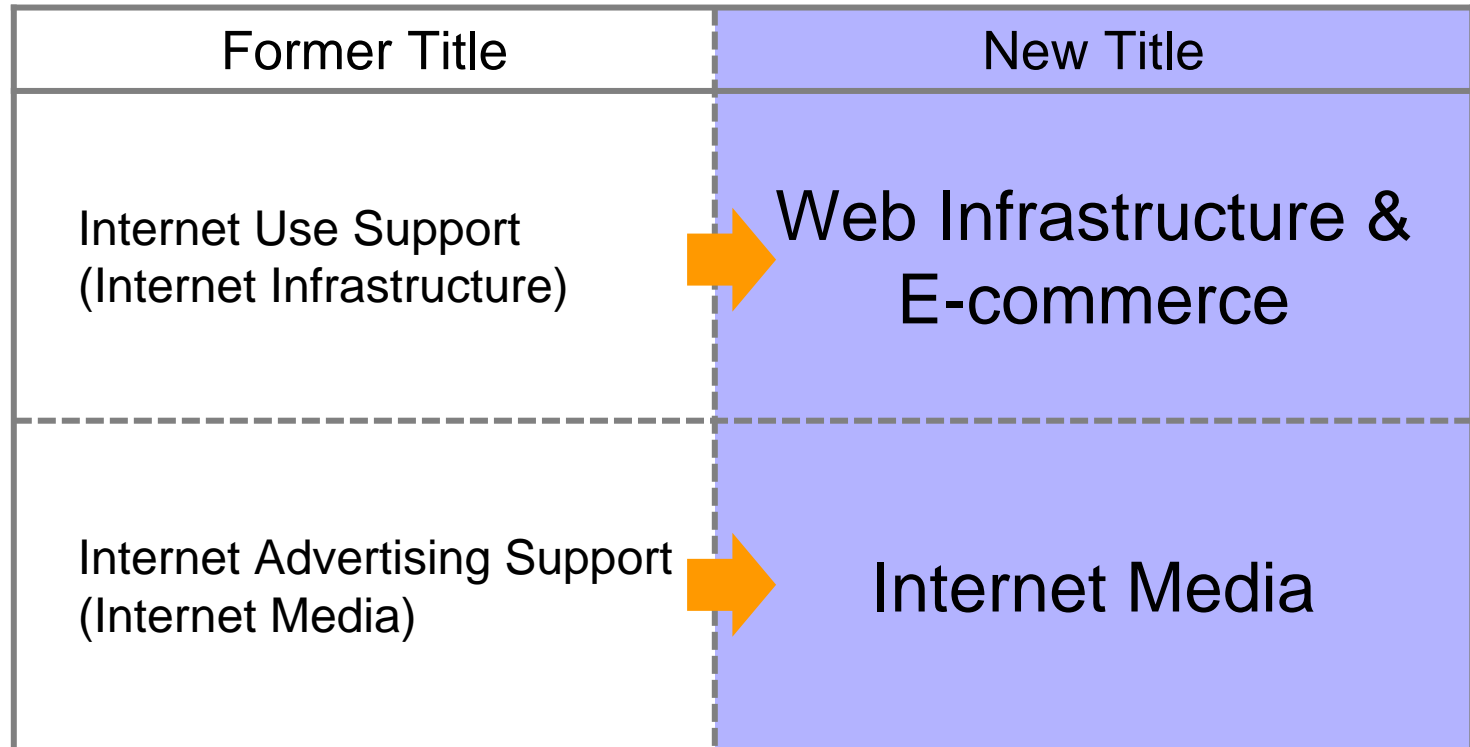 Former Title
New Title
Internet Use Support
(Internet Infrastructure)
Web Infrastructure &
E-commerce
Internet Advertising Support
(Internet Media)
Internet Media